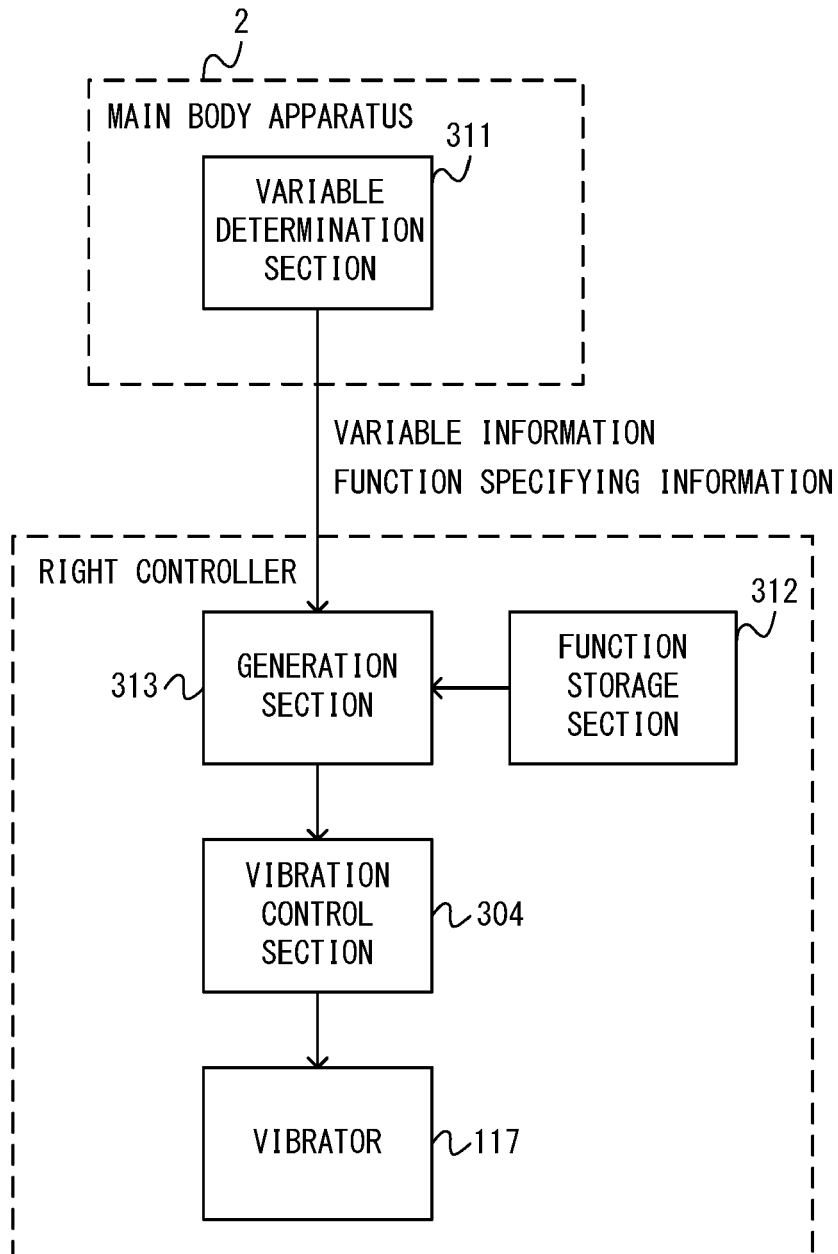 2
MAIN BODY APPARATUS
311
VARIABLE
DETERMINATION
SECTION
VARIABLE INFORMATION
FUNCTION SPECIFYING INFORMATION
RIGHT CONTROLLER
312
313
GENERATION
SECTION
FUNCTION
STORAGE
SECTION
VIBRATION
CONTROL
SECTION
304
VIBRATOR
117